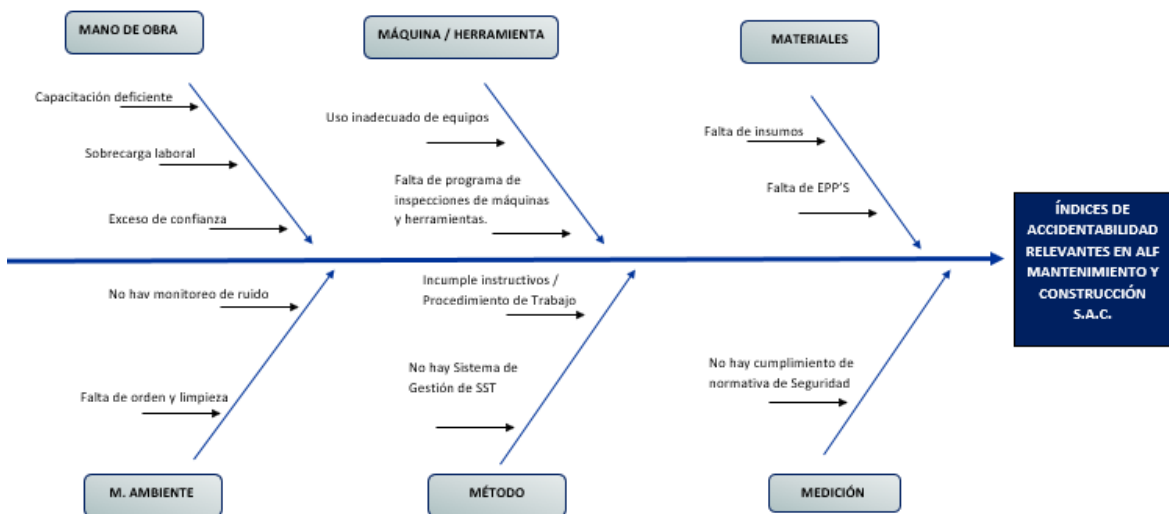 MANO DE OBRA
MÁQUINA / HERRAMIENTA
MATERIALES
Capacitación deficiente
Sobrecarga laboral
Exceso de confianza
Uso inadecuado de equipos
Falta de programa de
inspecciones de máquinas
y herramientas.
Falta de insumos
Falta de EPP'S
ÍNDICES DE
ACCIDENTABILIDAD
RELEVANTES EN ALF
MANTENIMIENTO Y
CONSTRUCCIÓN
S.A.C.
No hay monitoreo de ruido
Falta de orden y limpieza
Incumple instructivos /
Procedimiento de Trabajo
No hay Sistema de
Gestión de SST
No hay cumplimiento de
normativa de Seguridad
M. AMBIENTE
MÉTODO
MEDICIÓN